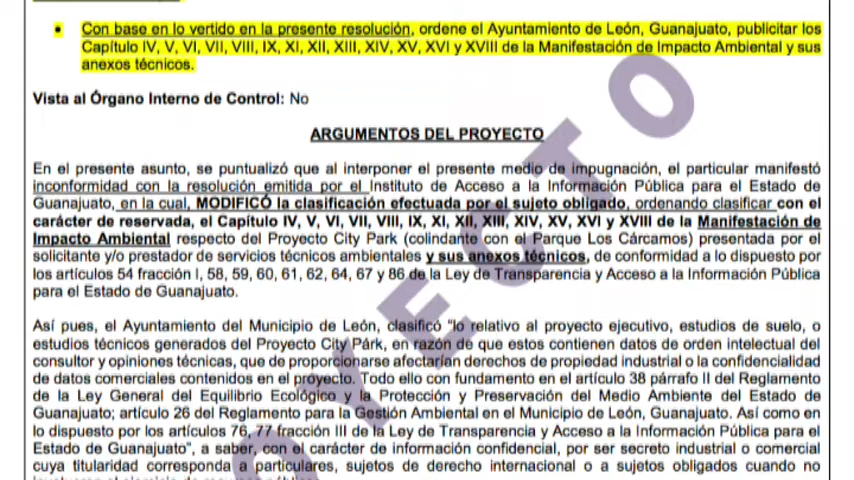 • Con base en lo vertido en la presente resolución, ordene el Ayuntamiento de León, Guanajuato, publicitar los
Capítulo IV, V, VI, VII, VIII, IX, XI, XII, XIII, XIV, XV, XVI y XVIII de la Manifestación de Impacto Ambiental y sus
anexos técnicos.
Vista al Órgano Interno de Control: No
ARGUMENTOS DEL PROYECTO
En el presente asunto, se puntualizó que al interponer el presente medio de impugnación, el particular manifestó
inconformidad con la resolución emitida por el Instituto de Acceso a la Información Pública para el Estado de
Guanajuato, en la cual, MODIFICÓ la clasificación efectuada por el sujeto obligado, ordenando clasificar con el
carácter de reservada, el Capítulo IV, V, VI, VII, VIII, IX, XI, XII, XIII, XIV, XV, XVI y XVIII de la Manifestación de
Impacto Ambiental respecto del Proyecto City Park (colindante con el Parque Los Cárcamos) presentada por el
solicitante y/o prestador de servicios técnicos ambientales y sus anexos técnicos, de conformidad a lo dispuesto por
los artículos 54 fracción I, 58, 59, 60, 61, 62, 64, 67 y 86 de la Ley de Transparencia y Acceso a la Información Pública
para el Estado de Guanajuato.
Así pues, el Ayuntamiento del Municipio de León, clasificó "lo relativo al proyecto ejecutivo, estudios de suelo, o
estudios técnicos generados del Proyecto City Párk, en razón de que estos contienen datos de orden intelectual del
consultor y opiniones técnicas, que de proporcionarse afectarían derechos de propiedad industrial o la confidencialidad
de datos comerciales contenidos en el proyecto. Todo ello con fundamento en el artículo 38 párrafo II del Reglamento
de la Ley General del Equilibrio Ecológico y la Protección y Preservación del Medio Ambiente del Estado de
Guanajuato; artículo 26 del Reglamento para la Gestión Ambiental en el Municipio de León, Guanajuato. Así como en
lo dispuesto por los artículos 76, 77 fracción III de la Ley de Transparencia y Acceso a la Información Pública para el
Estado de Guanajuato", a saber, con el carácter de información confidencial, por ser secreto industrial o comercial
cuya titularidad corresponda a particulares, sujetos de derecho internacional o a sujetos obligados cuando no
OYECTO